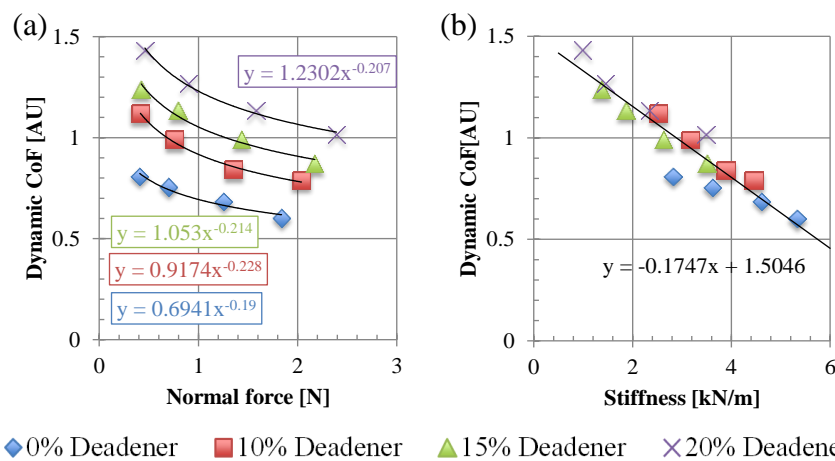 (a)
(b)
Dynamic CoF [AU]
1.5
1
0.5
0
y = 1.2302x^-0.207
y = 1.053x^-0.214
y = 0.9174x^-0.228
y = 0.6941x^-0.19
0 1 2 3
Normal force [N]
Dynamic CoF[AU]
1.5
1
0.5
0
y = -0.1747x + 1.5046
0 2 4 6
Stiffness [kN/m]
0% Deadener 10% Deadener 15% Deadener 20% Deade